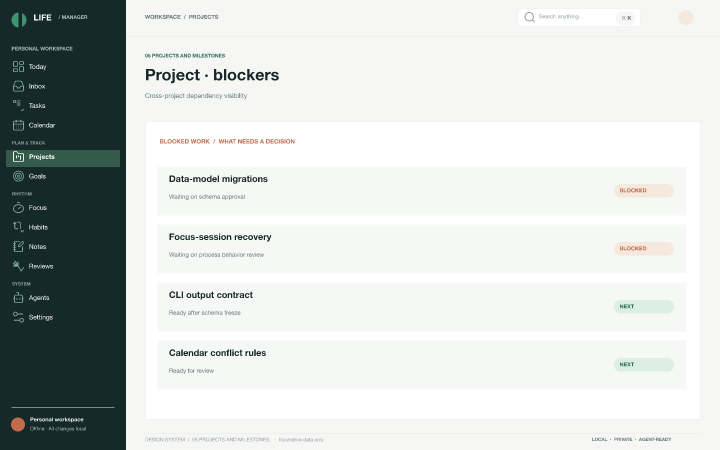 LIFE / MANAGER
PERSONAL WORKSPACE
Today
Inbox
Tasks
Calendar
PLAN & TRACK
Projects
Goals
RHYTHM
Focus
Habits
Notes
Reviews
SYSTEM
Agents
Settings
Personal workspace
Offline · All changes local
WORKSPACE / PROJECTS
Search anything...
⌘ K
05 PROJECTS AND MILESTONES
Project · blockers
Cross-project dependency visibility
BLOCKED WORK / WHAT NEEDS A DECISION
Data-model migrations
Waiting on schema approval
BLOCKED
Focus-session recovery
Waiting on process behavior review
BLOCKED
CLI output contract
Ready after schema freeze
NEXT
Calendar conflict rules
Ready for review
NEXT
DESIGN SYSTEM / 05 PROJECTS AND MILESTONES · Illustrative data only
LOCAL · PRIVATE · AGENT-READY